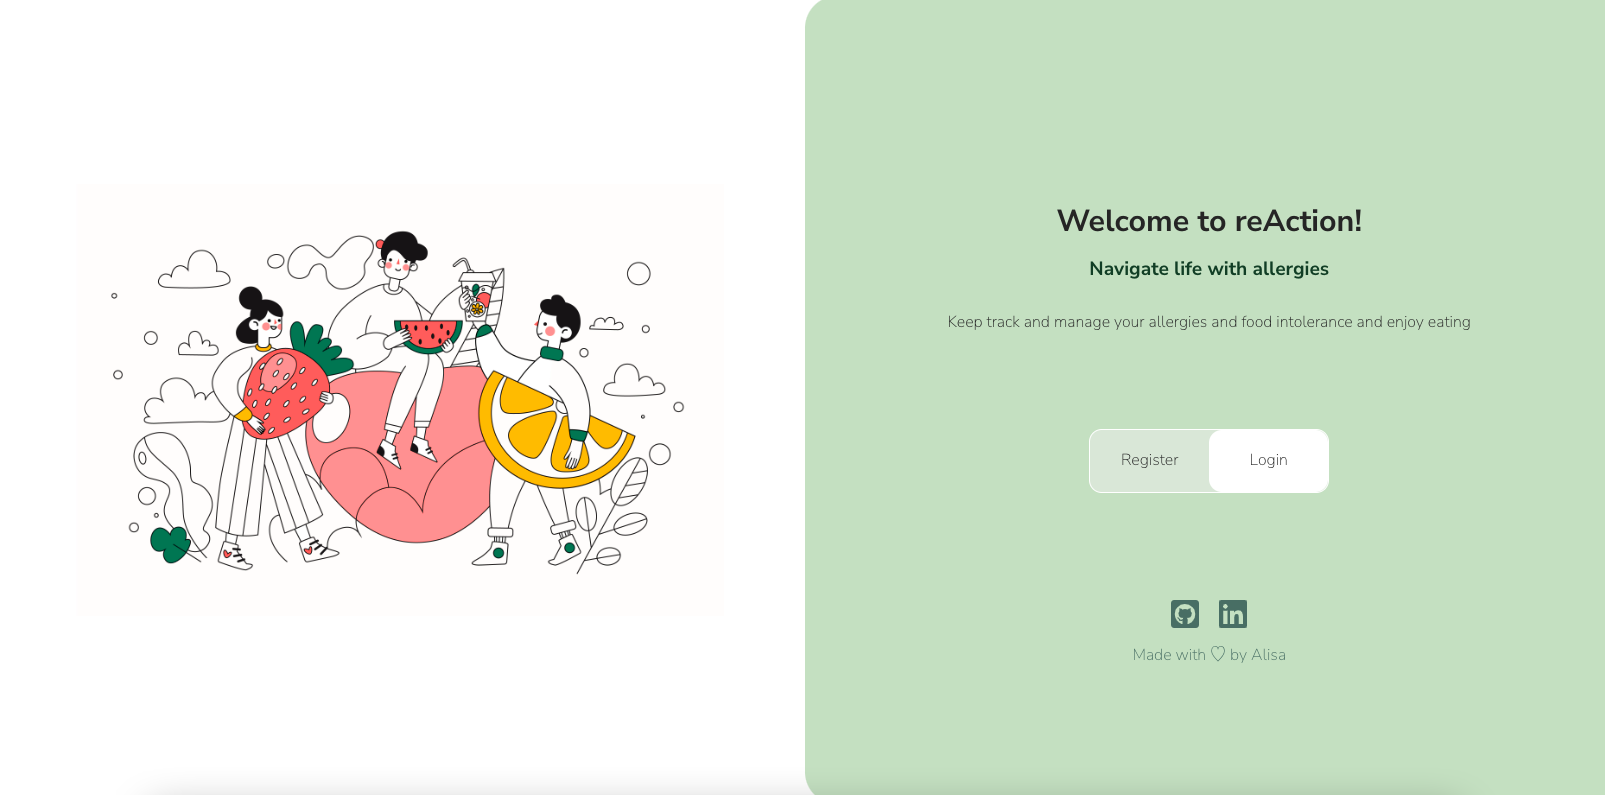 Welcome to reAction!
Navigate life with allergies
Keep track and manage your allergies and food intolerance and enjoy eating
Register Login
in
Made with ♡ by Alisa